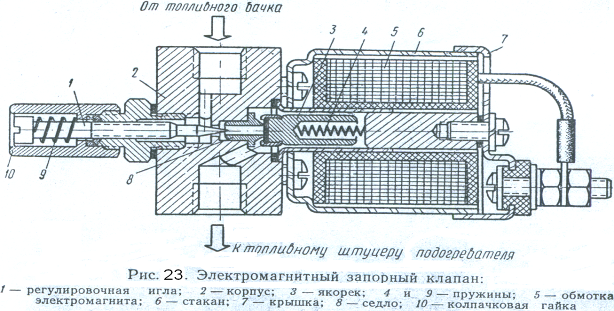 От топливного бачка
1 2 3 4 5 6 7
10 9 8
К топливному штуцеру подогревателя
Рис. 23. Электромагнитный запорный клапан:
1 — регулировочная игла; 2 — корпус; 3 — якорек; 4 и 9 — пружины; 5 — обмотка
электромагнита; 6 — стакан; 7 — крышка; 8 — седло; 10 — колпачковая гайка